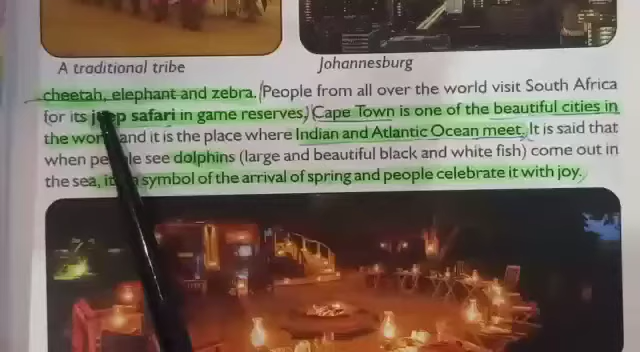 A traditional tribe
Johannesburg
cheetah, elephant and zebra. (People from all over the world visit South Africa
for its jeep safari in game reserves.) Cape Town is one of the beautiful cities in
the and it is the place where Indian and Atlantic Ocean meet. It is said that
when see dolphins (large and beautiful black and white fish) come out in
the sea, symbol of the arrival of spring and people celebrate it with joy.